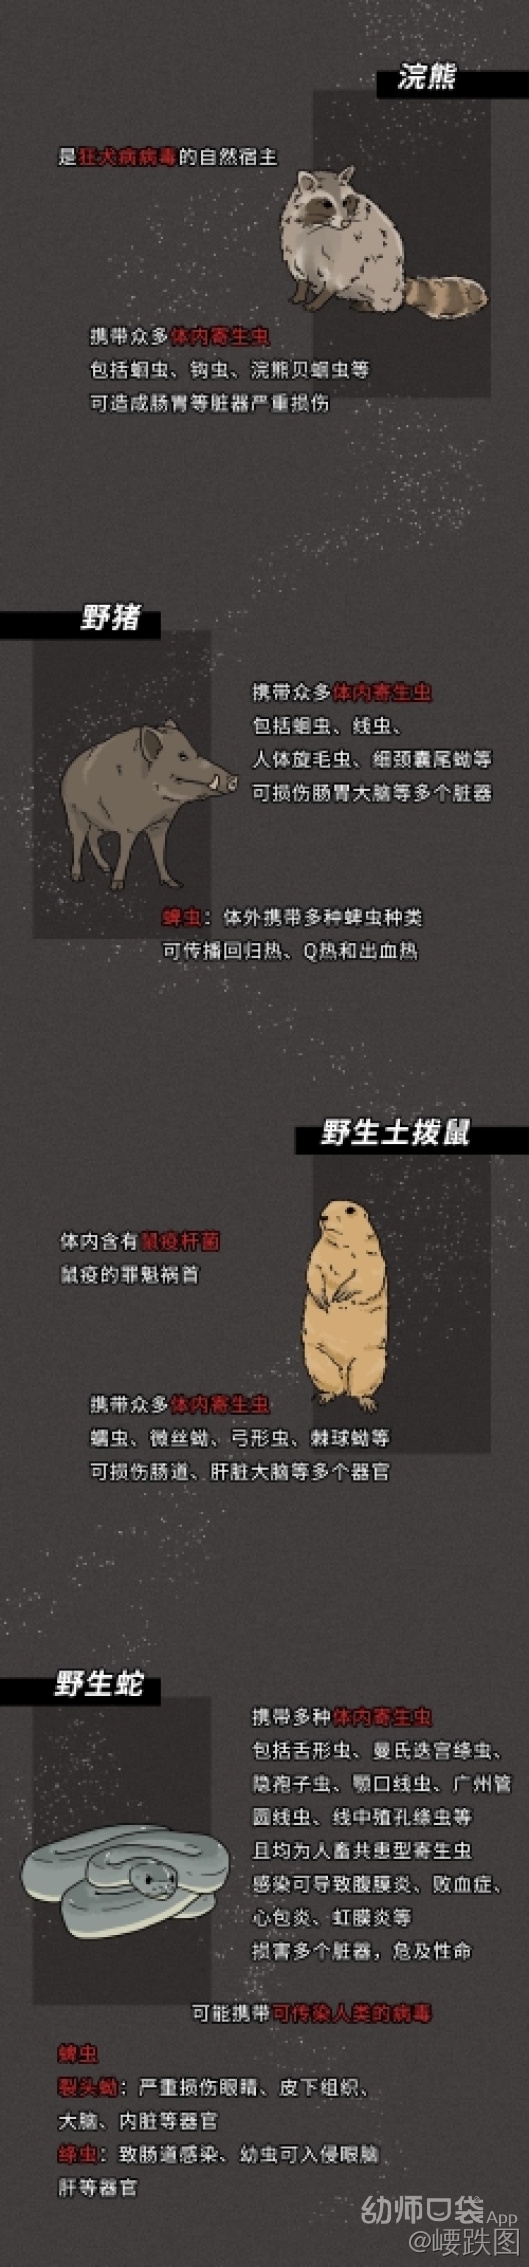 浣熊
是狂犬病病毒的自然宿主
携带众多体内寄生虫
包括蛔虫、钩虫、浣熊贝蛔虫等
可造成肠胃等脏器严重损伤
野猪
携带众多体内寄生虫
包括蛔虫、线虫、
人体旋毛虫、细颈囊尾蚴等
可损伤肠胃大脑等多个脏器
蜱虫：体外携带多种蜱虫种类
可传播回归热、Q热和出血热
野生土拨鼠
体内含有鼠疫杆菌
鼠疫的罪魁祸首
携带众多体内寄生虫
蠕虫、微丝蚴、弓形虫、棘球蚴等
可损伤肠道、肝脏大脑等多个器官
野生蛇
携带多种体内寄生虫
包括舌形虫、曼氏迭宫绦虫、
隐孢子虫、颚口线虫、广州管
圆线虫、线中殖孔绦虫等
且均为人畜共患型寄生虫
感染可导致腹膜炎、败血症、
心包炎、虹膜炎等
损害多个脏器，危及性命
可能携带可传染人类的病毒
蜱虫
裂头蚴：严重损伤眼睛、皮下组织、
大脑、内脏等器官
绦虫：致肠道感染、幼虫可入侵眼脑
肝等器官
幼师口袋App
@崾跌图